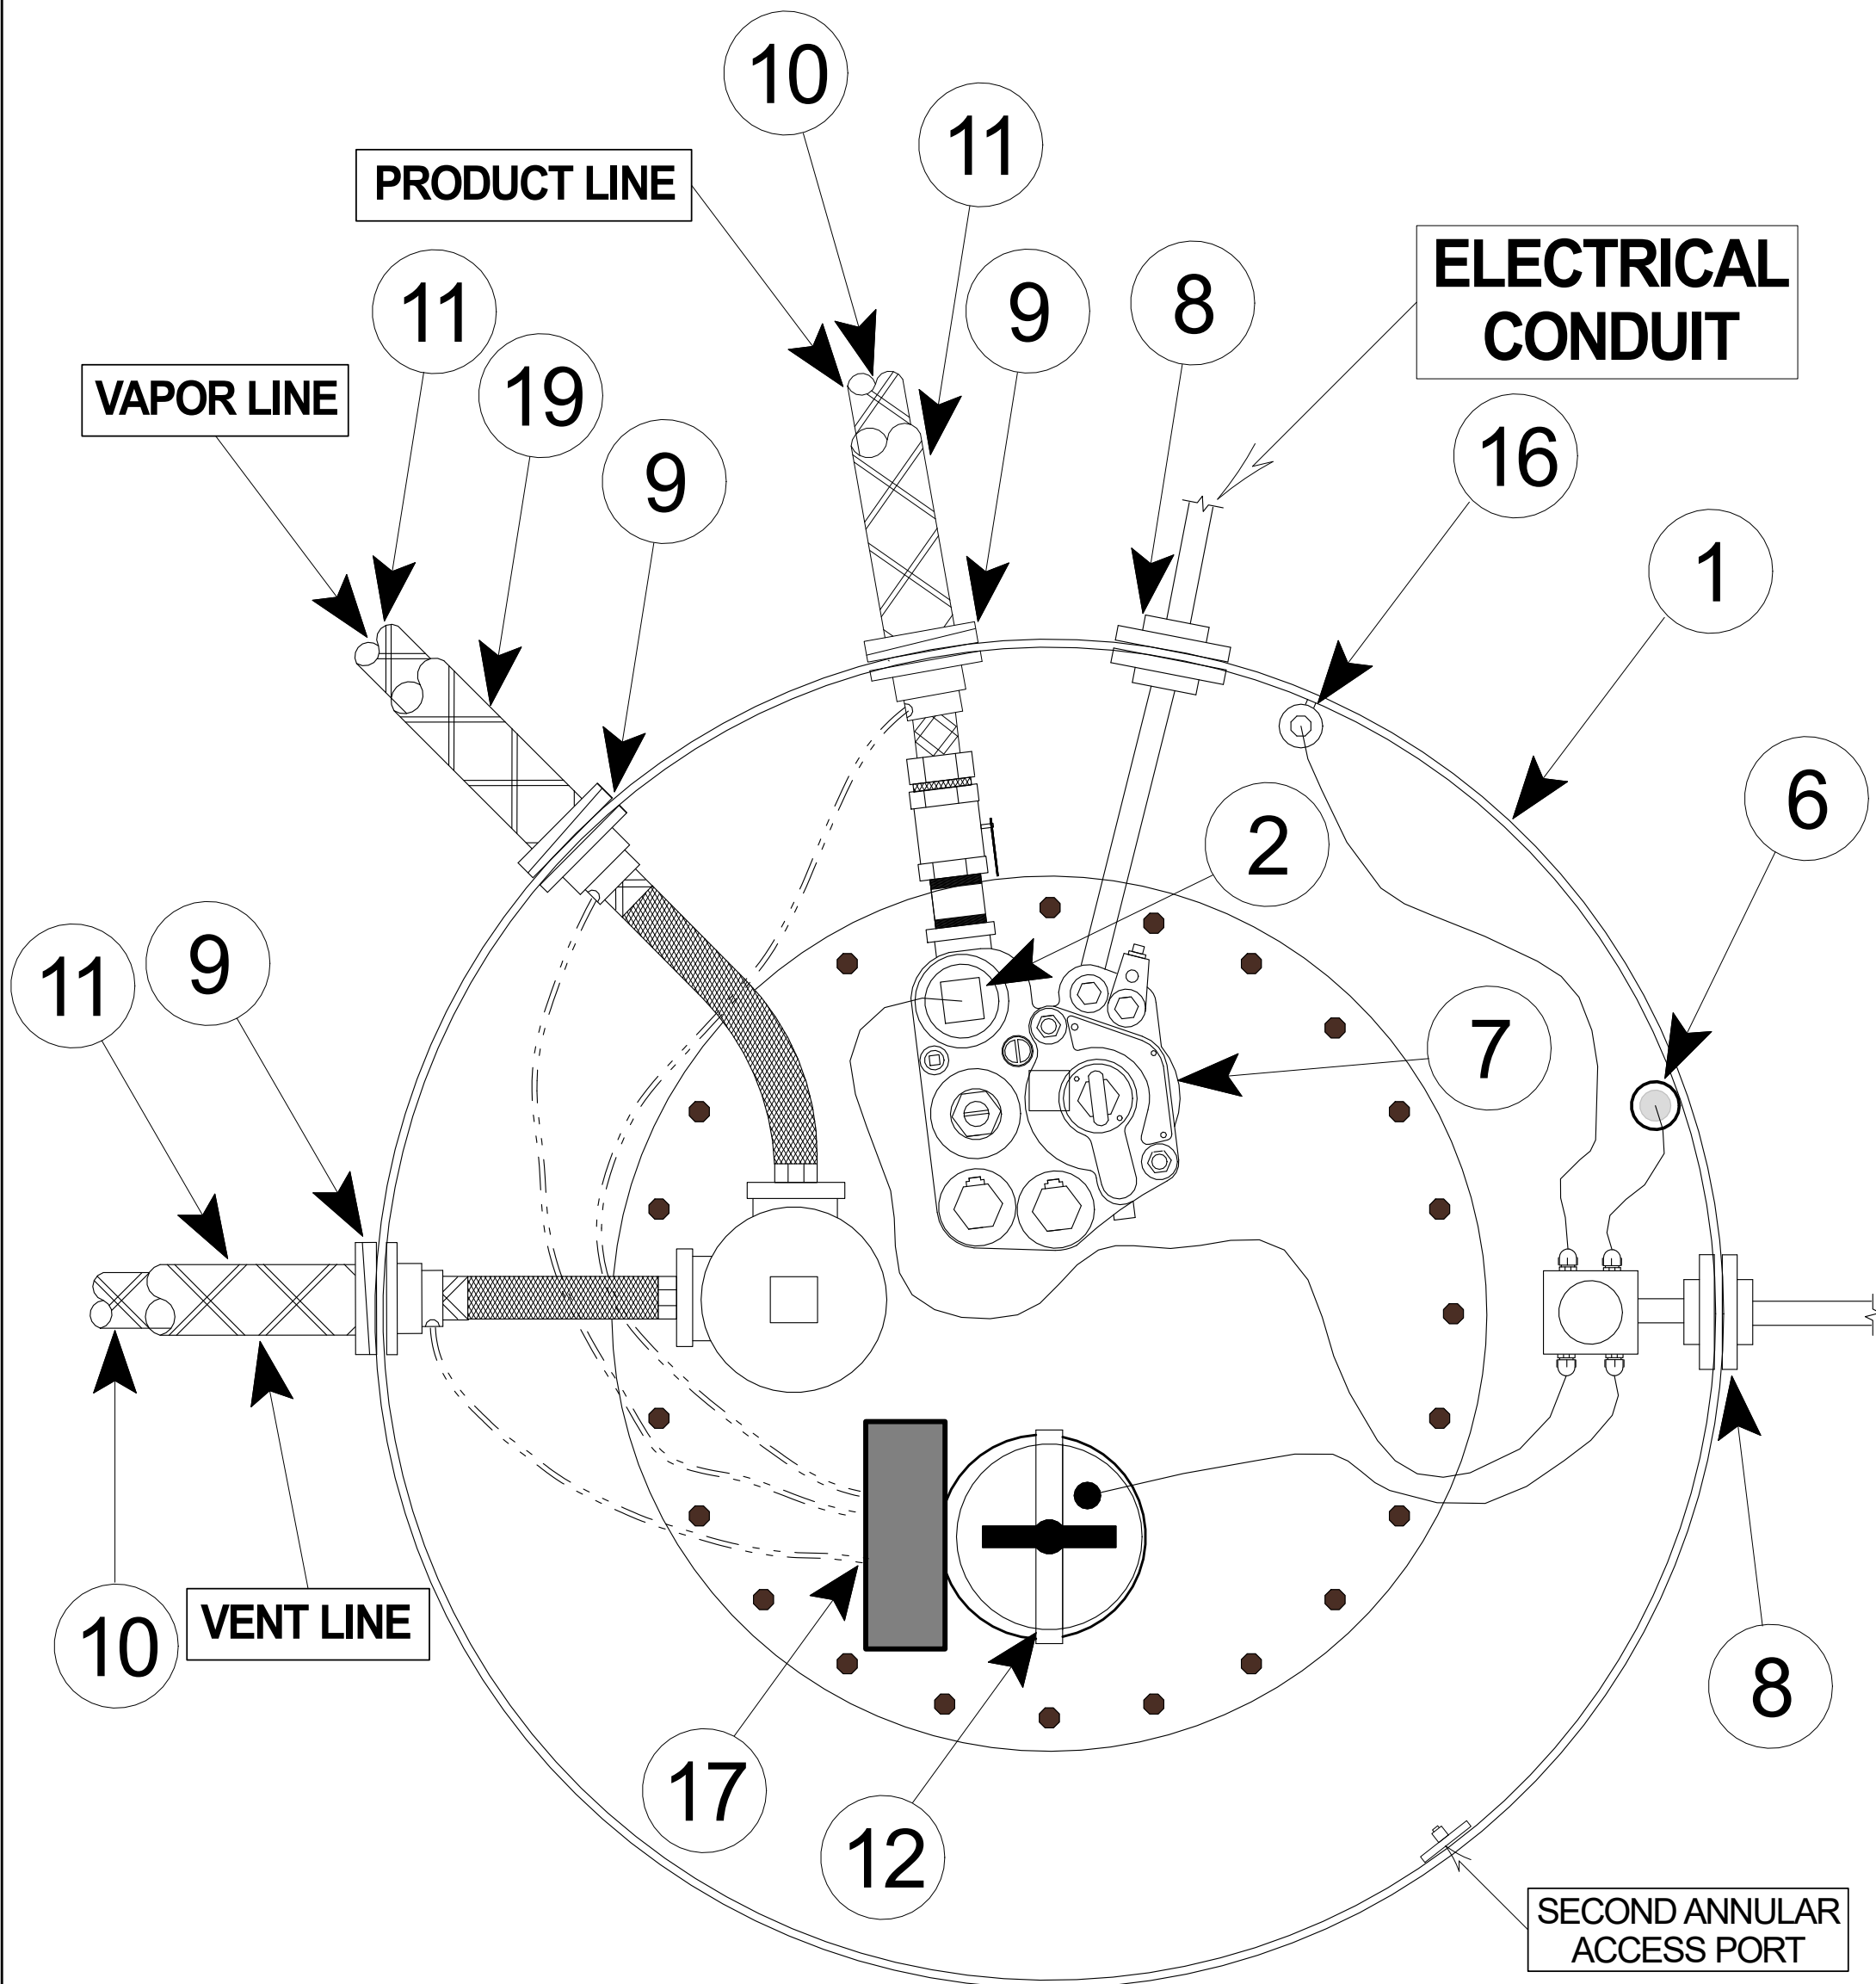 10
11
PRODUCT LINE
ELECTRICAL
CONDUIT
11
9
8
VAPOR LINE
19
16
9
1
6
2
11
9
7
10
VENT LINE
8
17
12
SECOND ANNULAR
ACCESS PORT